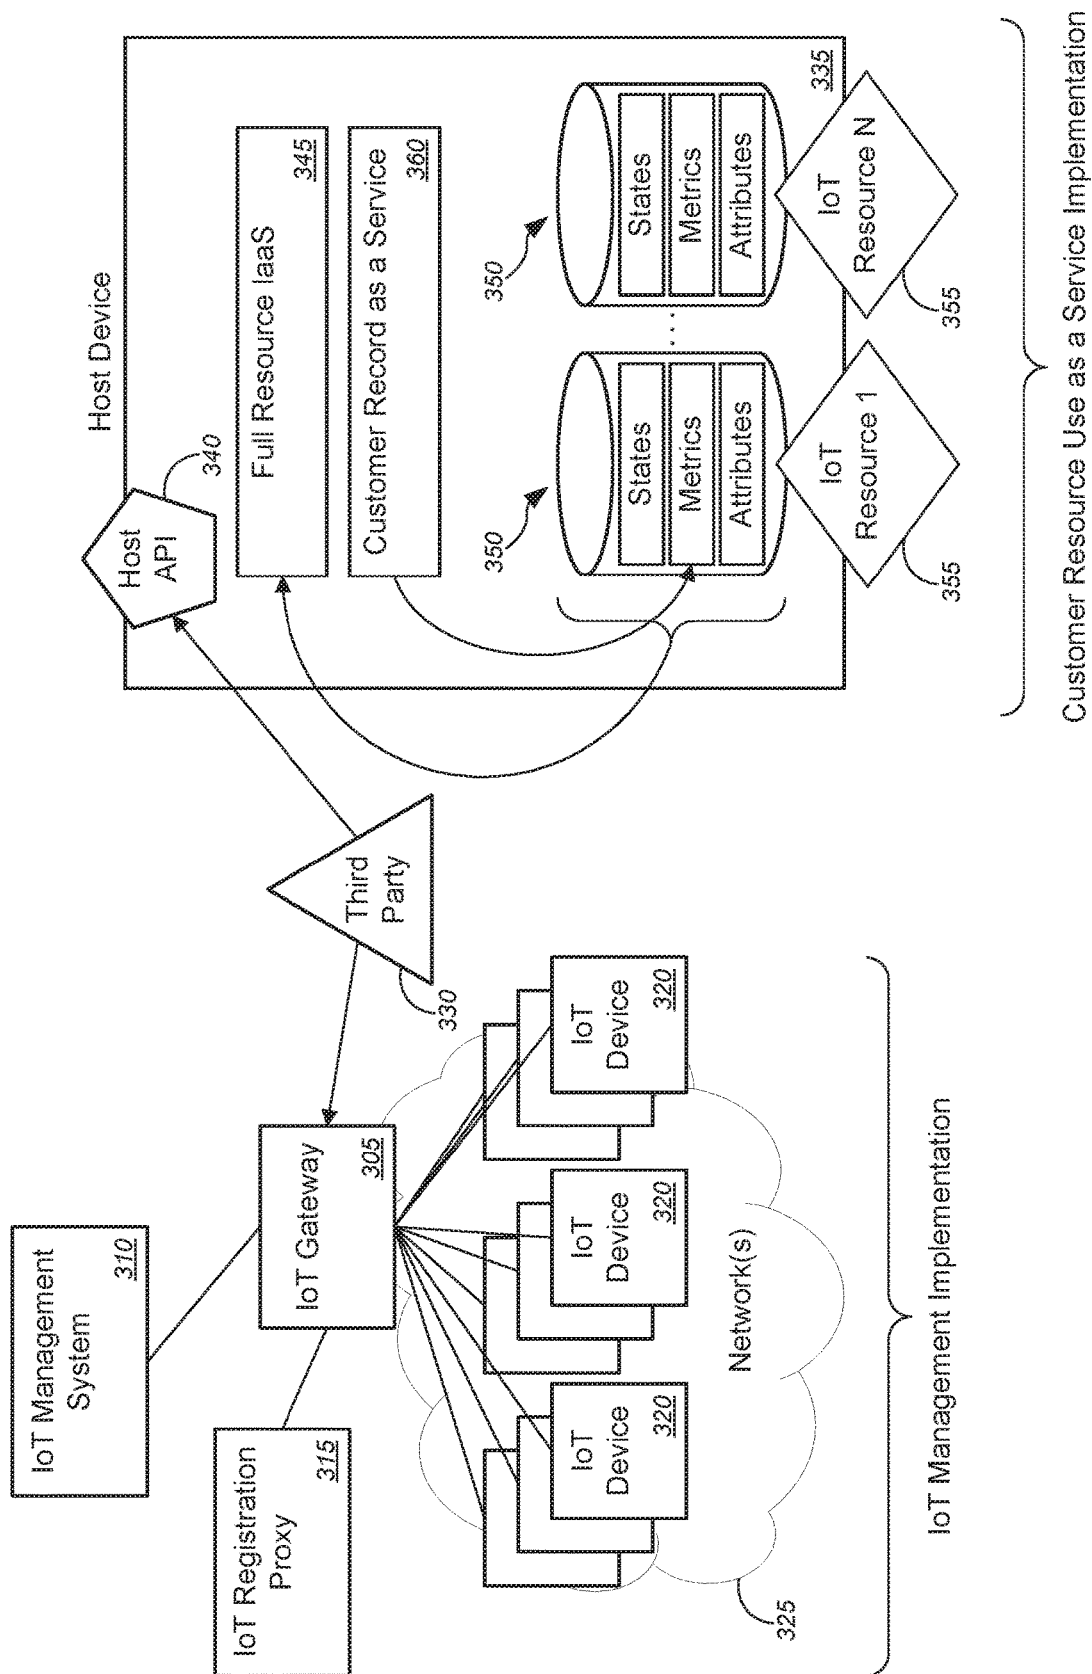 IoT Management
System
310
IoT Registration
Proxy
315
IoT Gateway
305
IoT
Device
320
IoT
Device
320
IoT
Device
320
Network(s)
325
IoT Management Implementation
Third
Party
330
Host Device
Host
API
340
Full Resource IaaS
345
Customer Record as a Service
360
350
States
Metrics
Attributes
...
350
States
Metrics
Attributes
335
IoT
Resource 1
355
IoT
Resource N
355
Customer Resource Use as a Service Implementation